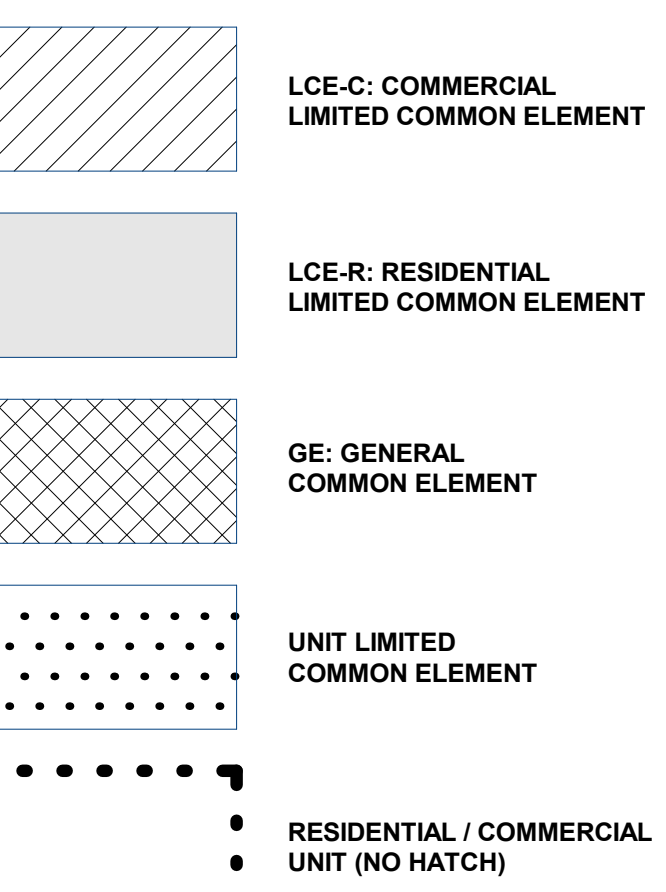 LCE-C: COMMERCIAL
LIMITED COMMON ELEMENT
LCE-R: RESIDENTIAL
LIMITED COMMON ELEMENT
GE: GENERAL
COMMON ELEMENT
UNIT LIMITED
COMMON ELEMENT
RESIDENTIAL / COMMERCIAL
UNIT (NO HATCH)